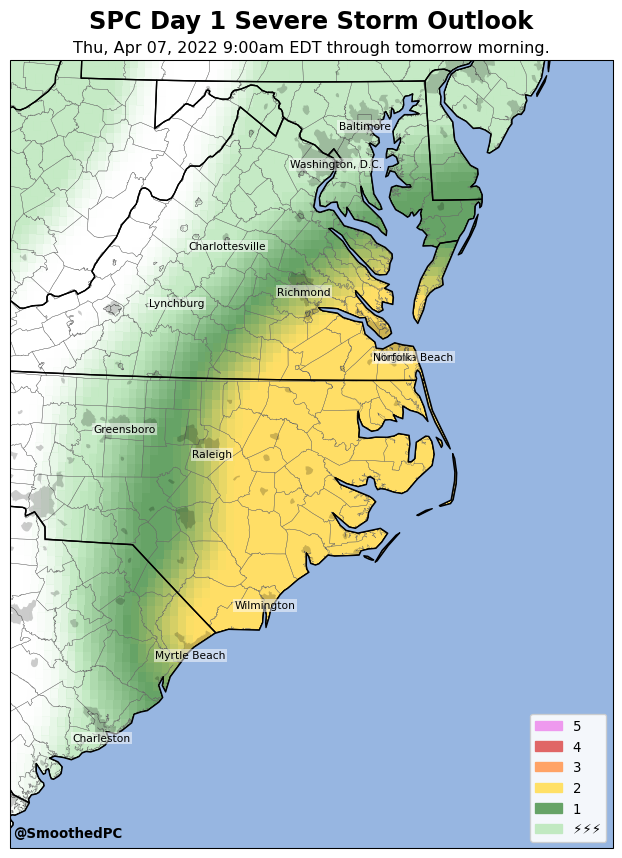 SPC Day 1 Severe Storm Outlook
Thu, Apr 07, 2022 9:00am EDT through tomorrow morning.
Baltimore
Washington, D.C.
Charlottesville
Richmond
Lynchburg
Norfolk Beach
Greensboro
Raleigh
Wilmington
Myrtle Beach
Charleston
5
4
3
2
1
⚡⚡⚡
@SmoothedPC